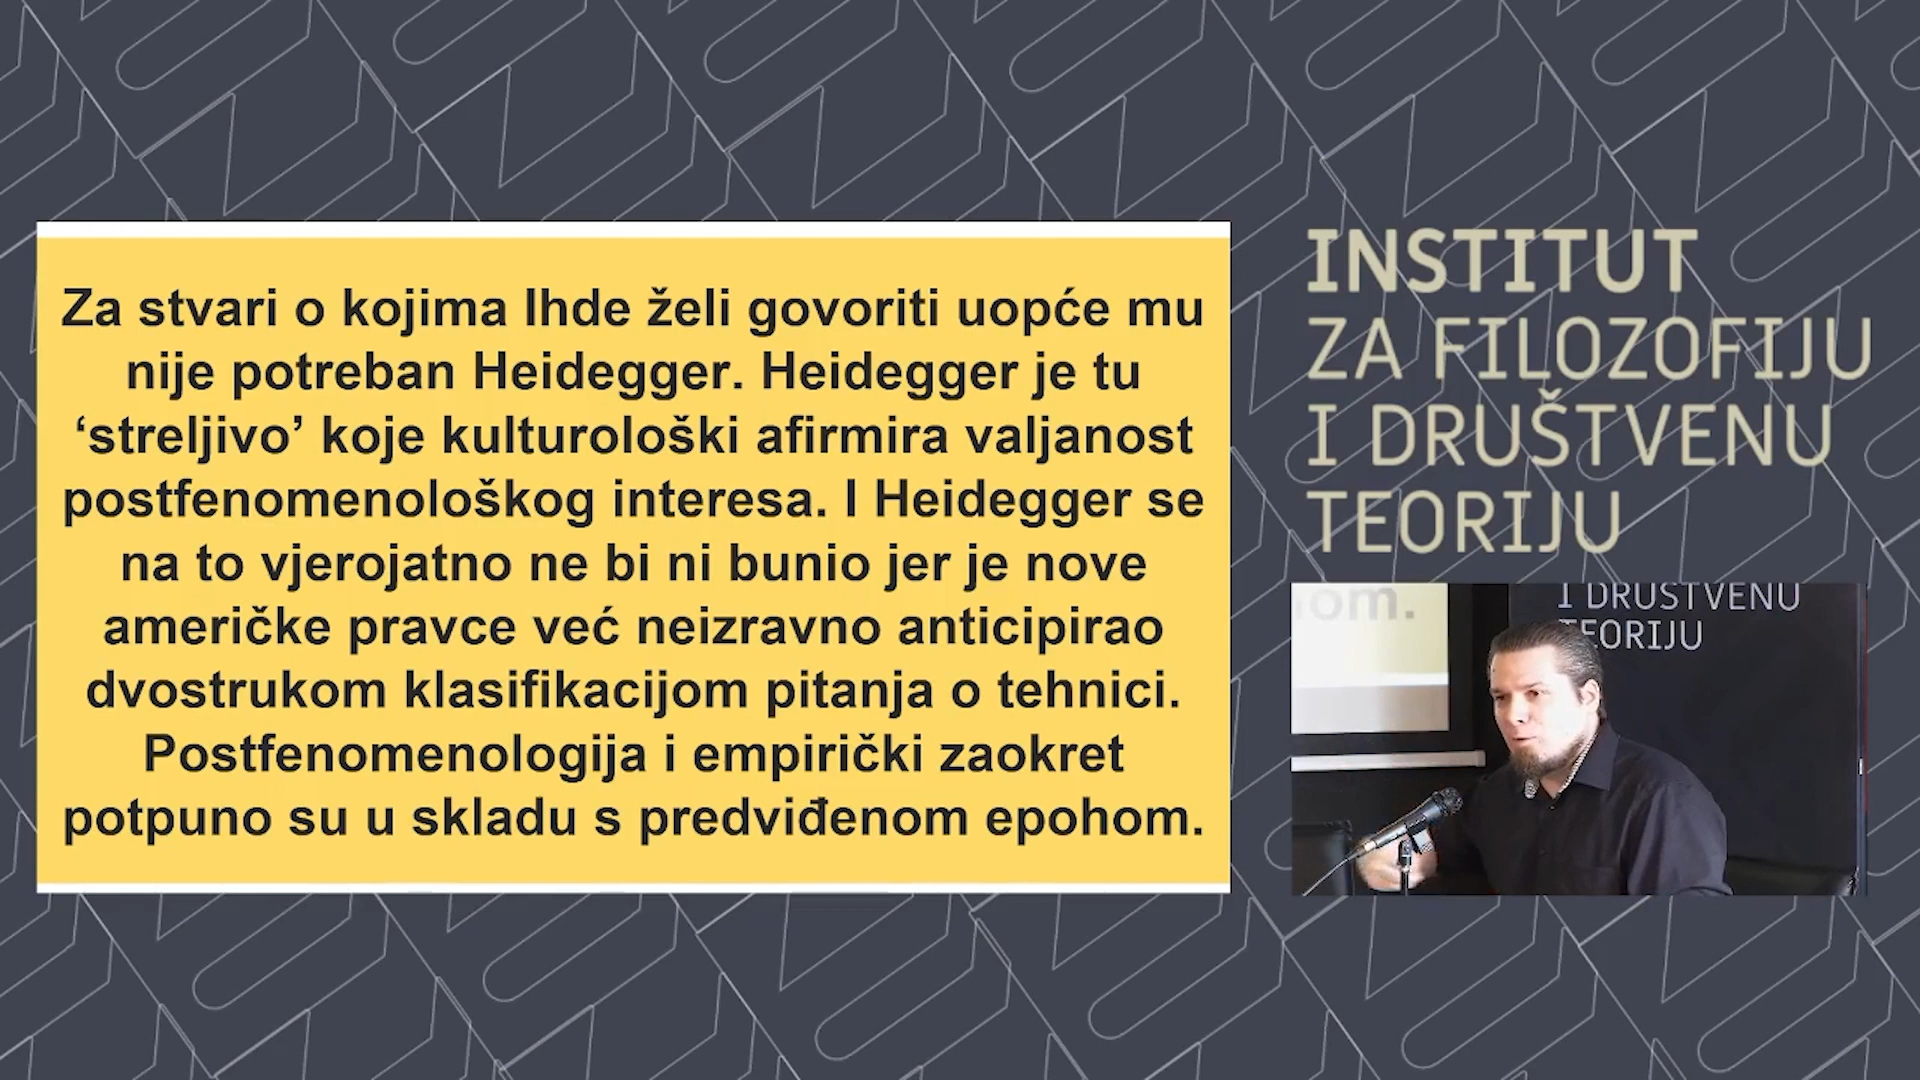 Za stvari o kojima Ihde želi govoriti uopće mu
nije potreban Heidegger. Heidegger je tu
‘streljivo’ koje kulturološki afirmira valjanost
postfenomenološkog interesa. I Heidegger se
na to vjerojatno ne bi ni bunio jer je nove
američke pravce već neizravno anticipirao
dvostrukom klasifikacijom pitanja o tehnici.
Postfenomenologija i empirički zaokret
potpuno su u skladu s predviđenom epohom.
INSTITUT
ZA FILOZOFIJU
I DRUŠTVENU
TEORIJU
om.
I DRUŠTVENU
TEORIJU